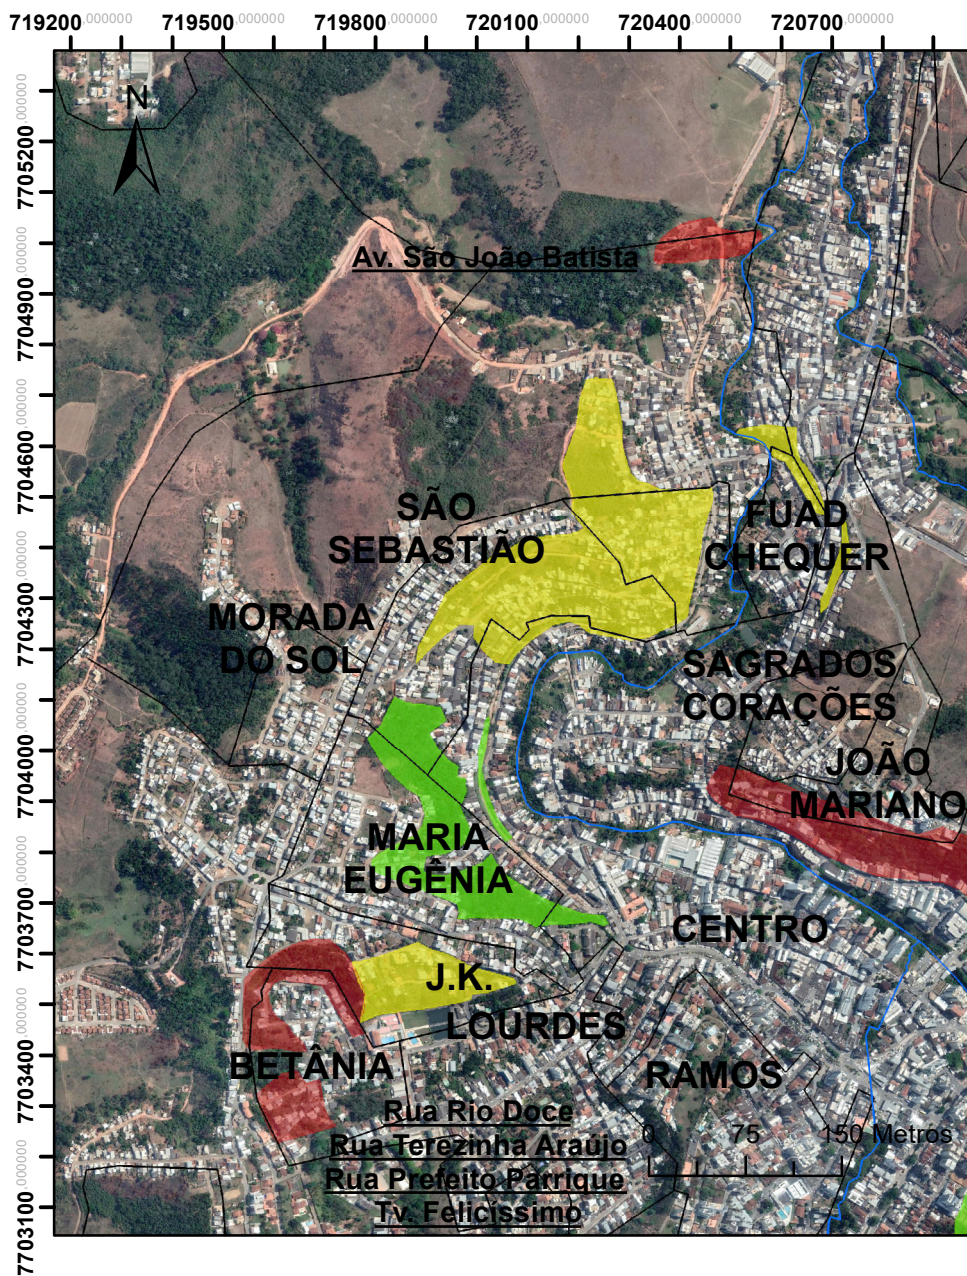 719200,000000 719500,000000 719800,000000 720100,000000 720400,000000 720700,000000
7705200,000000
7704900,000000
7704600,000000
7704300,000000
7704000,000000
7703700,000000
7703400,000000
7703100,000000
N
Av. São João Batista
SÃO
SEBASTIÃO
FUAD
CHEQUER
MORADA
DO SOL
SAGRADOS
CORAÇÕES
JOÃO
MARIANO
MARIA
EUGÊNIA
CENTRO
J.K.
LOURDES
BETÂNIA
RAMOS
Rua Rio Doce
Rua Terezinha Araújo
Rua Prefeito Parrique
Tv. Felicíssimo
0 75 150 Metros